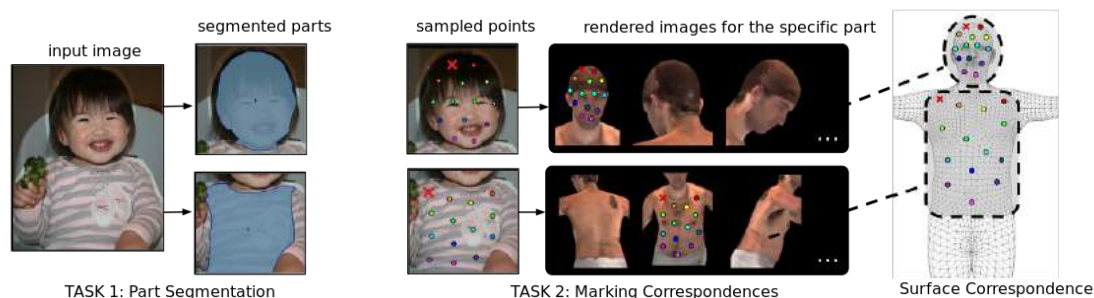 input image
segmented parts
sampled points
rendered images for the specific part
...
...
TASK 1: Part Segmentation
TASK 2: Marking Correspondences
Surface Correspondence